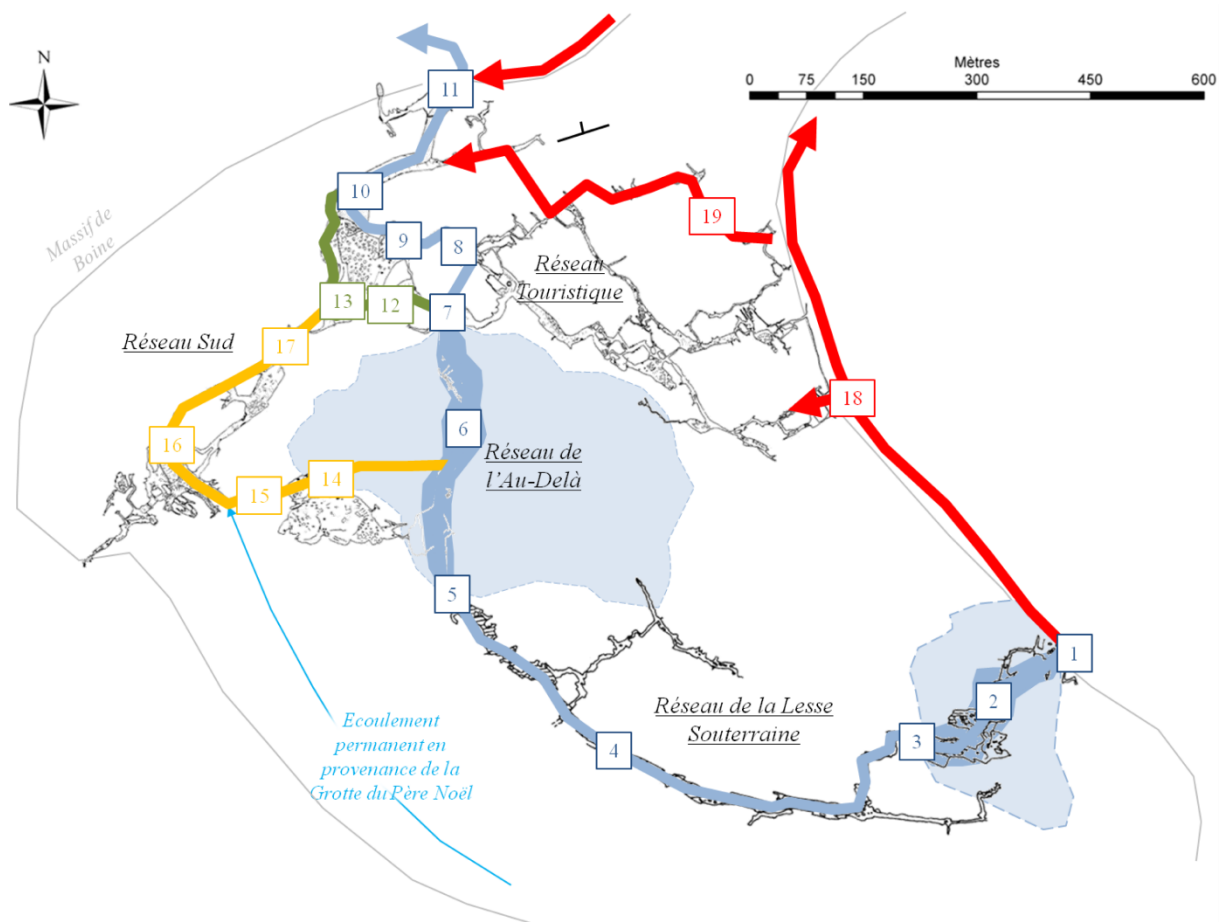 N
Mètres
0 75 150 300 450 600
11
10
9
8
19
Massif de
Boine
Réseau
Touristique
13
12
7
Réseau Sud
17
18
16
6
Réseau de
l'Au-Delà
14
15
5
1
2
Réseau de la Lesse
Souterraine
3
4
Ecoulement
permanent en
provenance de la
Grotte du Père Noël